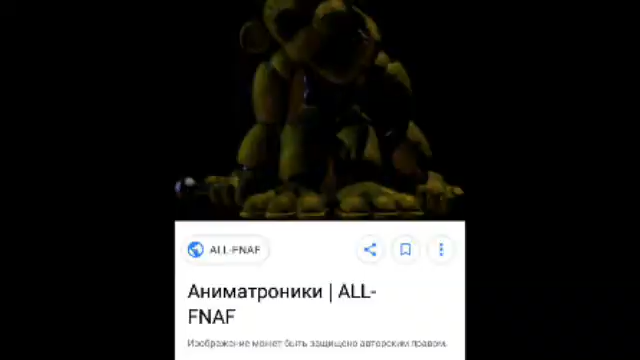 ALL-FNAF
Аниматроники | ALL-
FNAF
Изображение может быть защищено авторским правом.